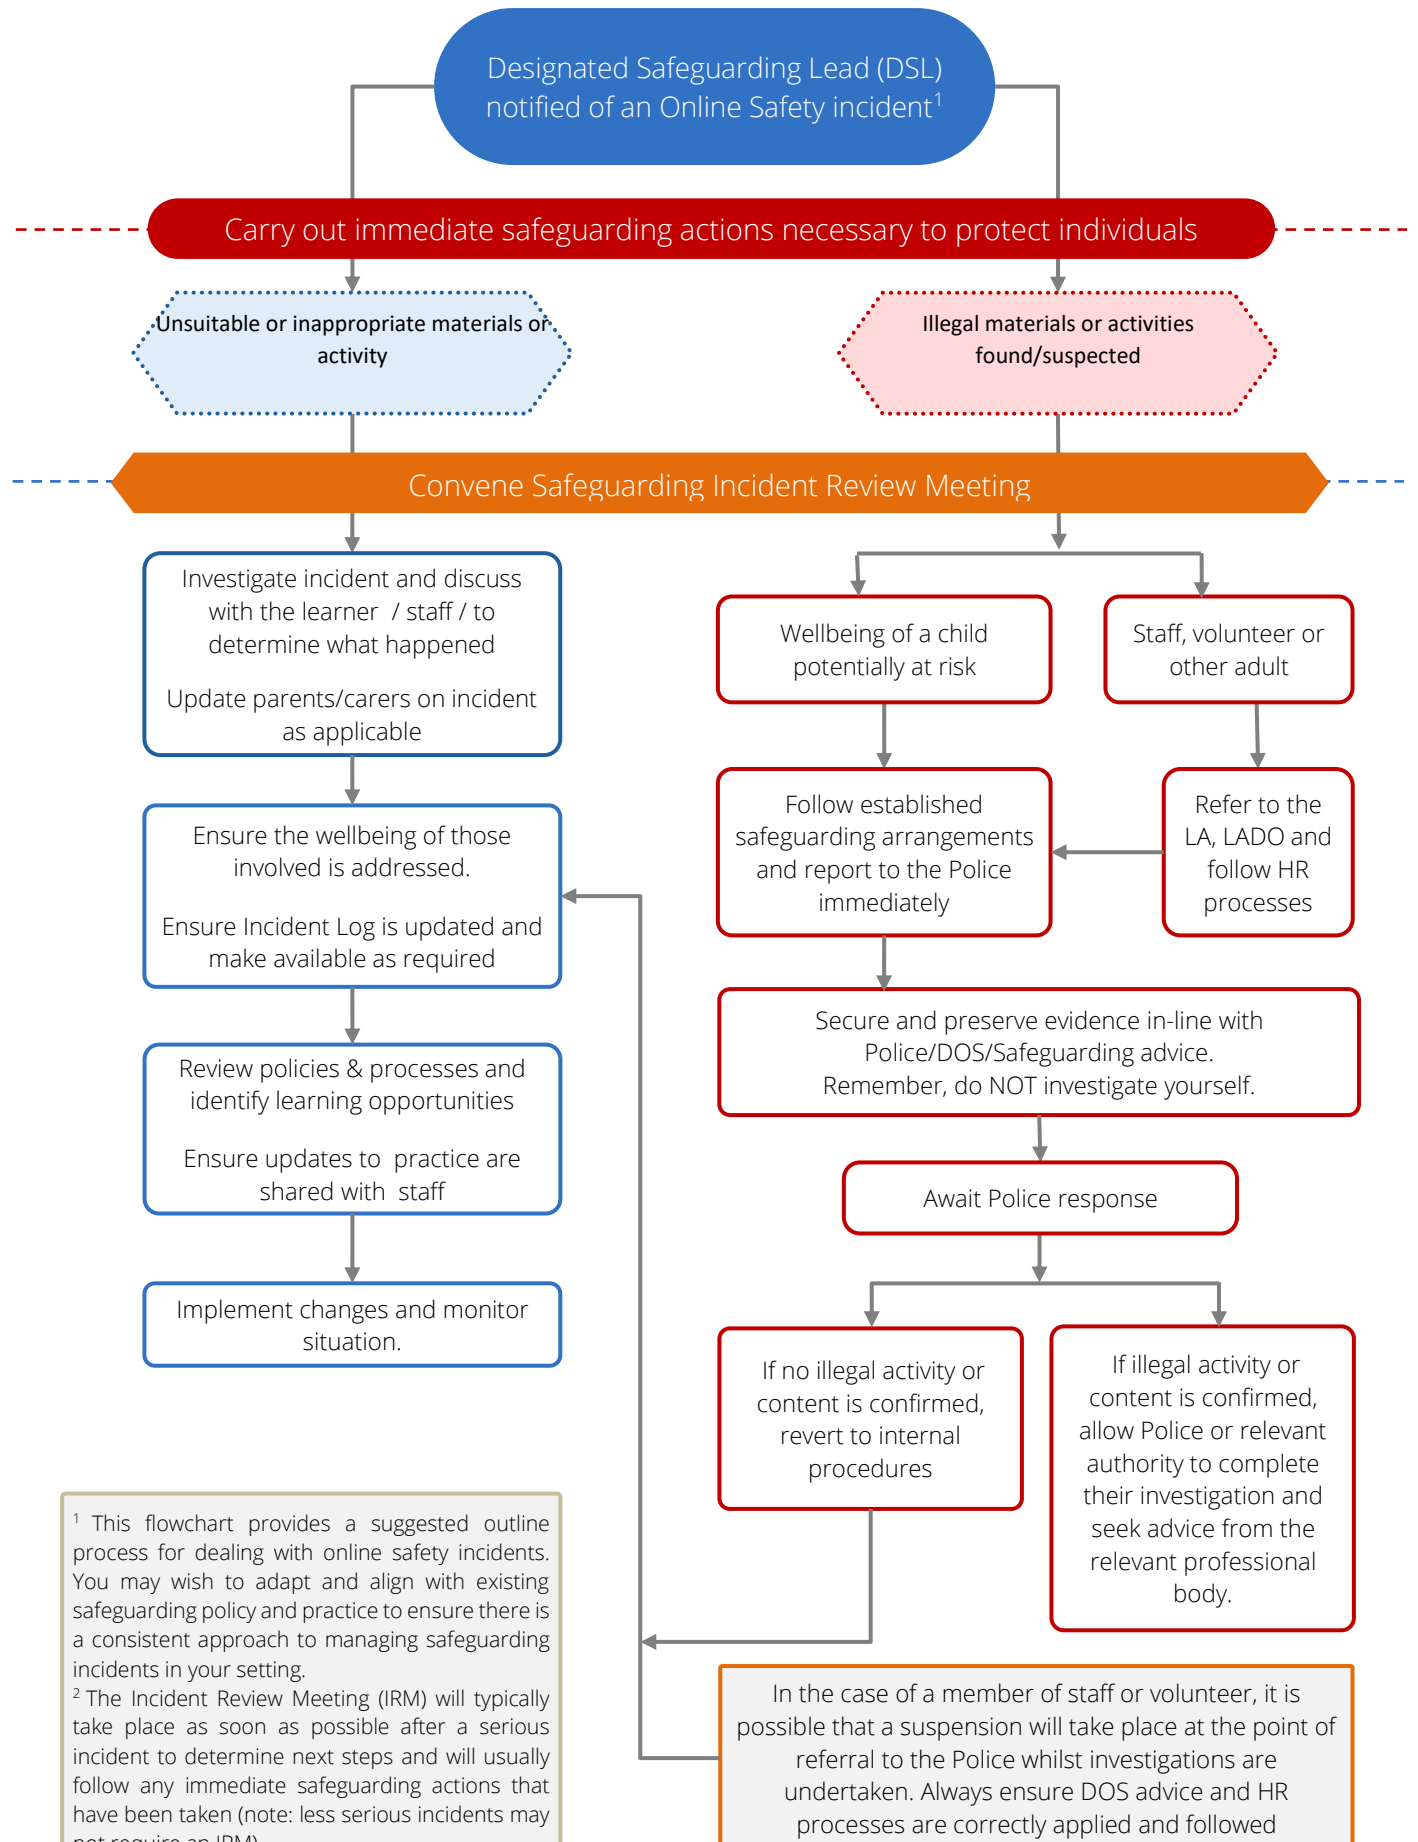 Designated Safeguarding Lead (DSL)
notified of an Online Safety incident¹
Carry out immediate safeguarding actions necessary to protect individuals
Unsuitable or inappropriate materials or
activity
Illegal materials or activities
found/suspected
Convene Safeguarding Incident Review Meeting
Investigate incident and discuss
with the learner / staff / to
determine what happened
Update parents/carers on incident
as applicable
Ensure the wellbeing of those
involved is addressed.
Ensure Incident Log is updated and
make available as required
Review policies & processes and
identify learning opportunities
Ensure updates to practice are
shared with staff
Implement changes and monitor
situation.
Wellbeing of a child
potentially at risk
Staff, volunteer or
other adult
Follow established
safeguarding arrangements
and report to the Police
immediately
Refer to the
LA, LADO and
follow HR
processes
Secure and preserve evidence in-line with
Police/DOS/Safeguarding advice.
Remember, do NOT investigate yourself.
Await Police response
If no illegal activity or
content is confirmed,
revert to internal
procedures
If illegal activity or
content is confirmed,
allow Police or relevant
authority to complete
their investigation and
seek advice from the
relevant professional
body.
¹ This flowchart provides a suggested outline
process for dealing with online safety incidents.
You may wish to adapt and align with existing
safeguarding policy and practice to ensure there is
a consistent approach to managing safeguarding
incidents in your setting.
² The Incident Review Meeting (IRM) will typically
take place as soon as possible after a serious
incident to determine next steps and will usually
follow any immediate safeguarding actions that
have been taken (note: less serious incidents may
not require an IRM)
In the case of a member of staff or volunteer, it is
possible that a suspension will take place at the point of
referral to the Police whilst investigations are
undertaken. Always ensure DOS advice and HR
processes are correctly applied and followed